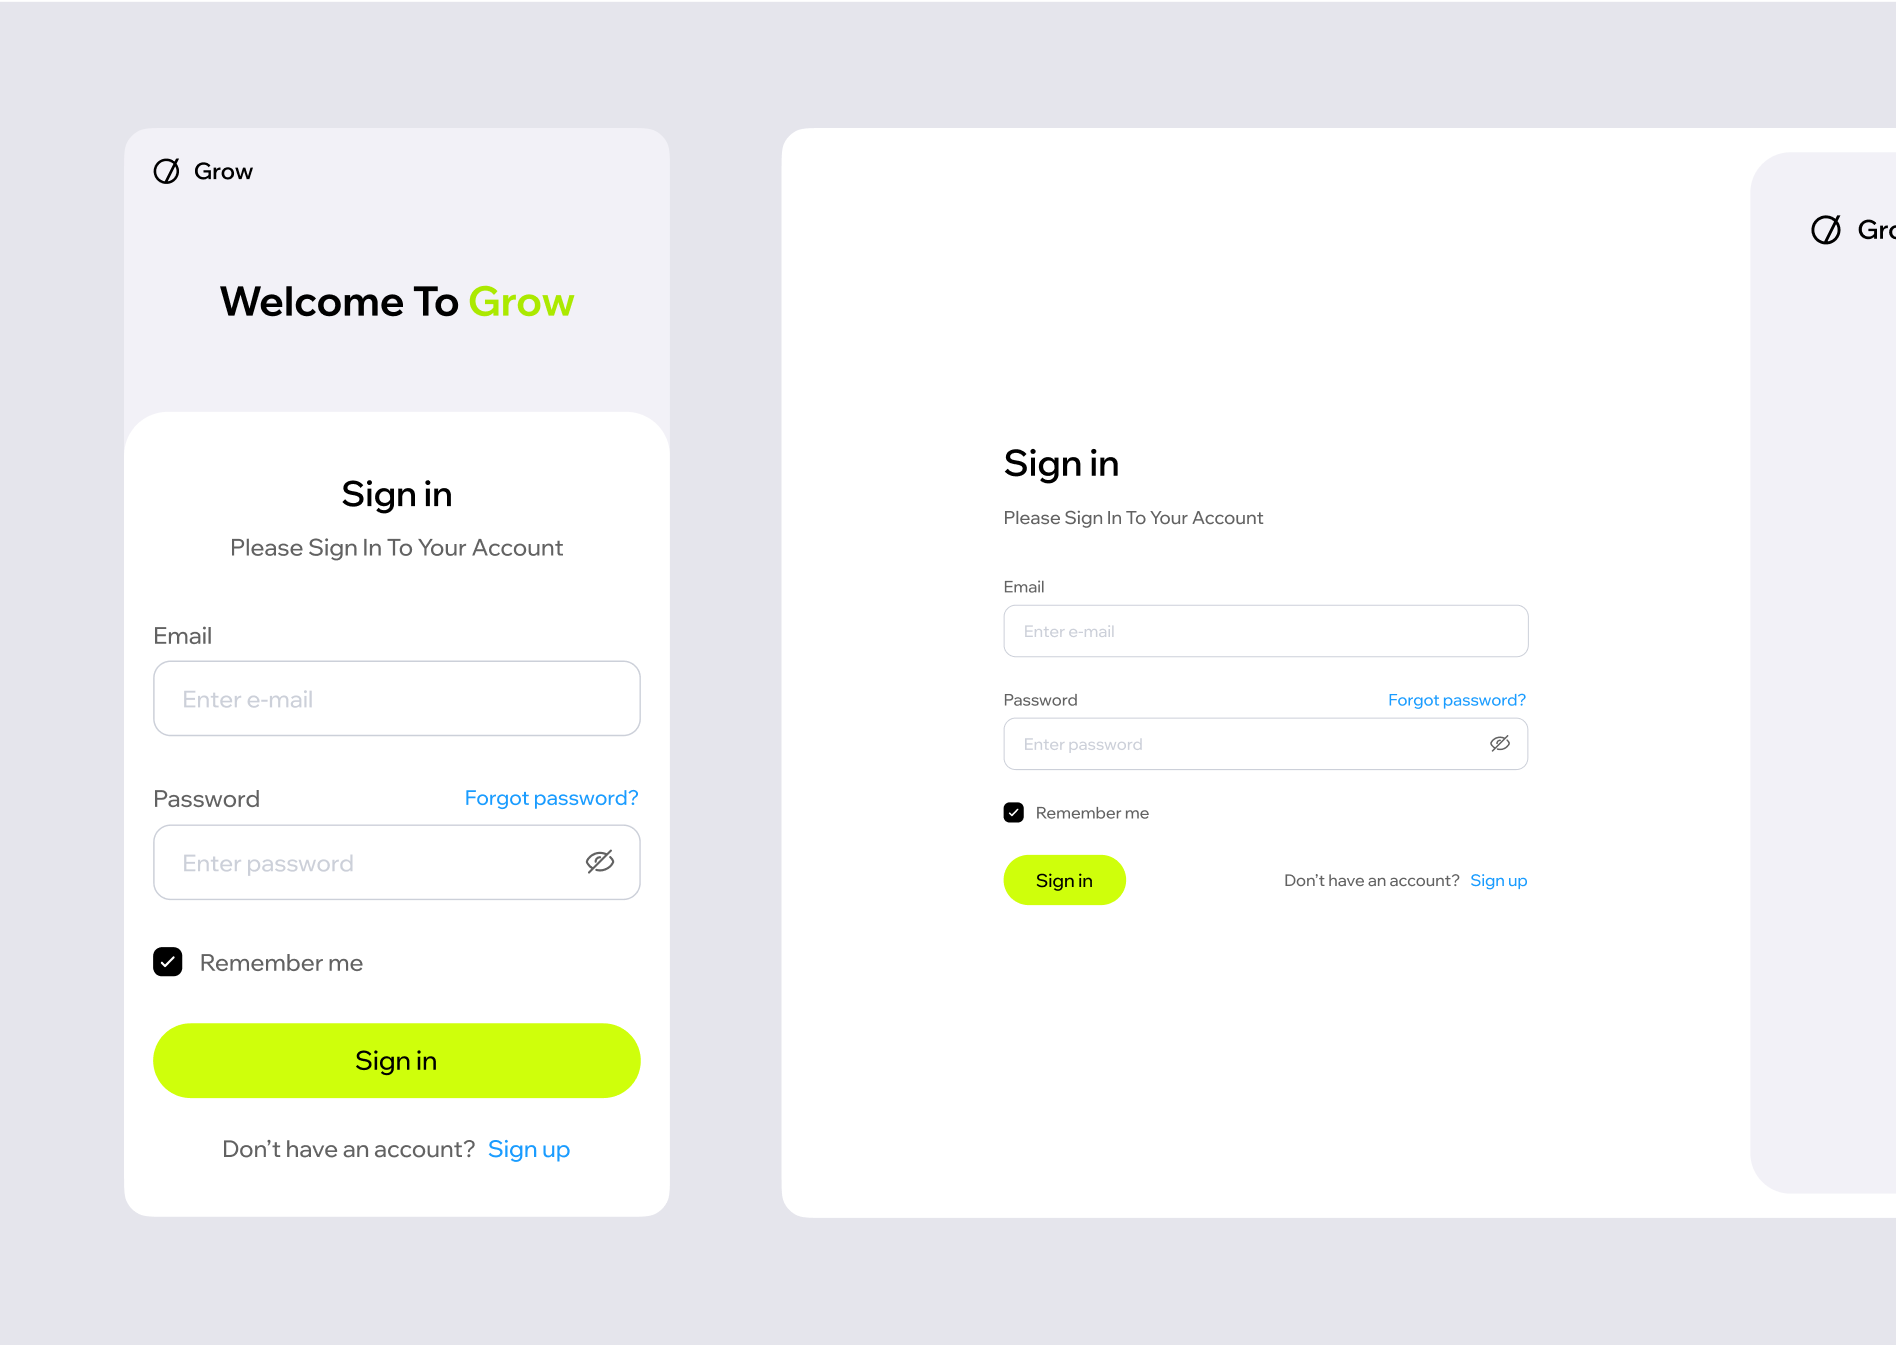 Grow
Welcome To Grow
Sign in
Please Sign In To Your Account
Email
Enter e-mail
Password Forgot password?
Enter password
Remember me
Sign in
Don't have an account? Sign up
Sign in
Please Sign In To Your Account
Email
Enter e-mail
Password Forgot password?
Enter password
Remember me
Sign in Don't have an account? Sign up